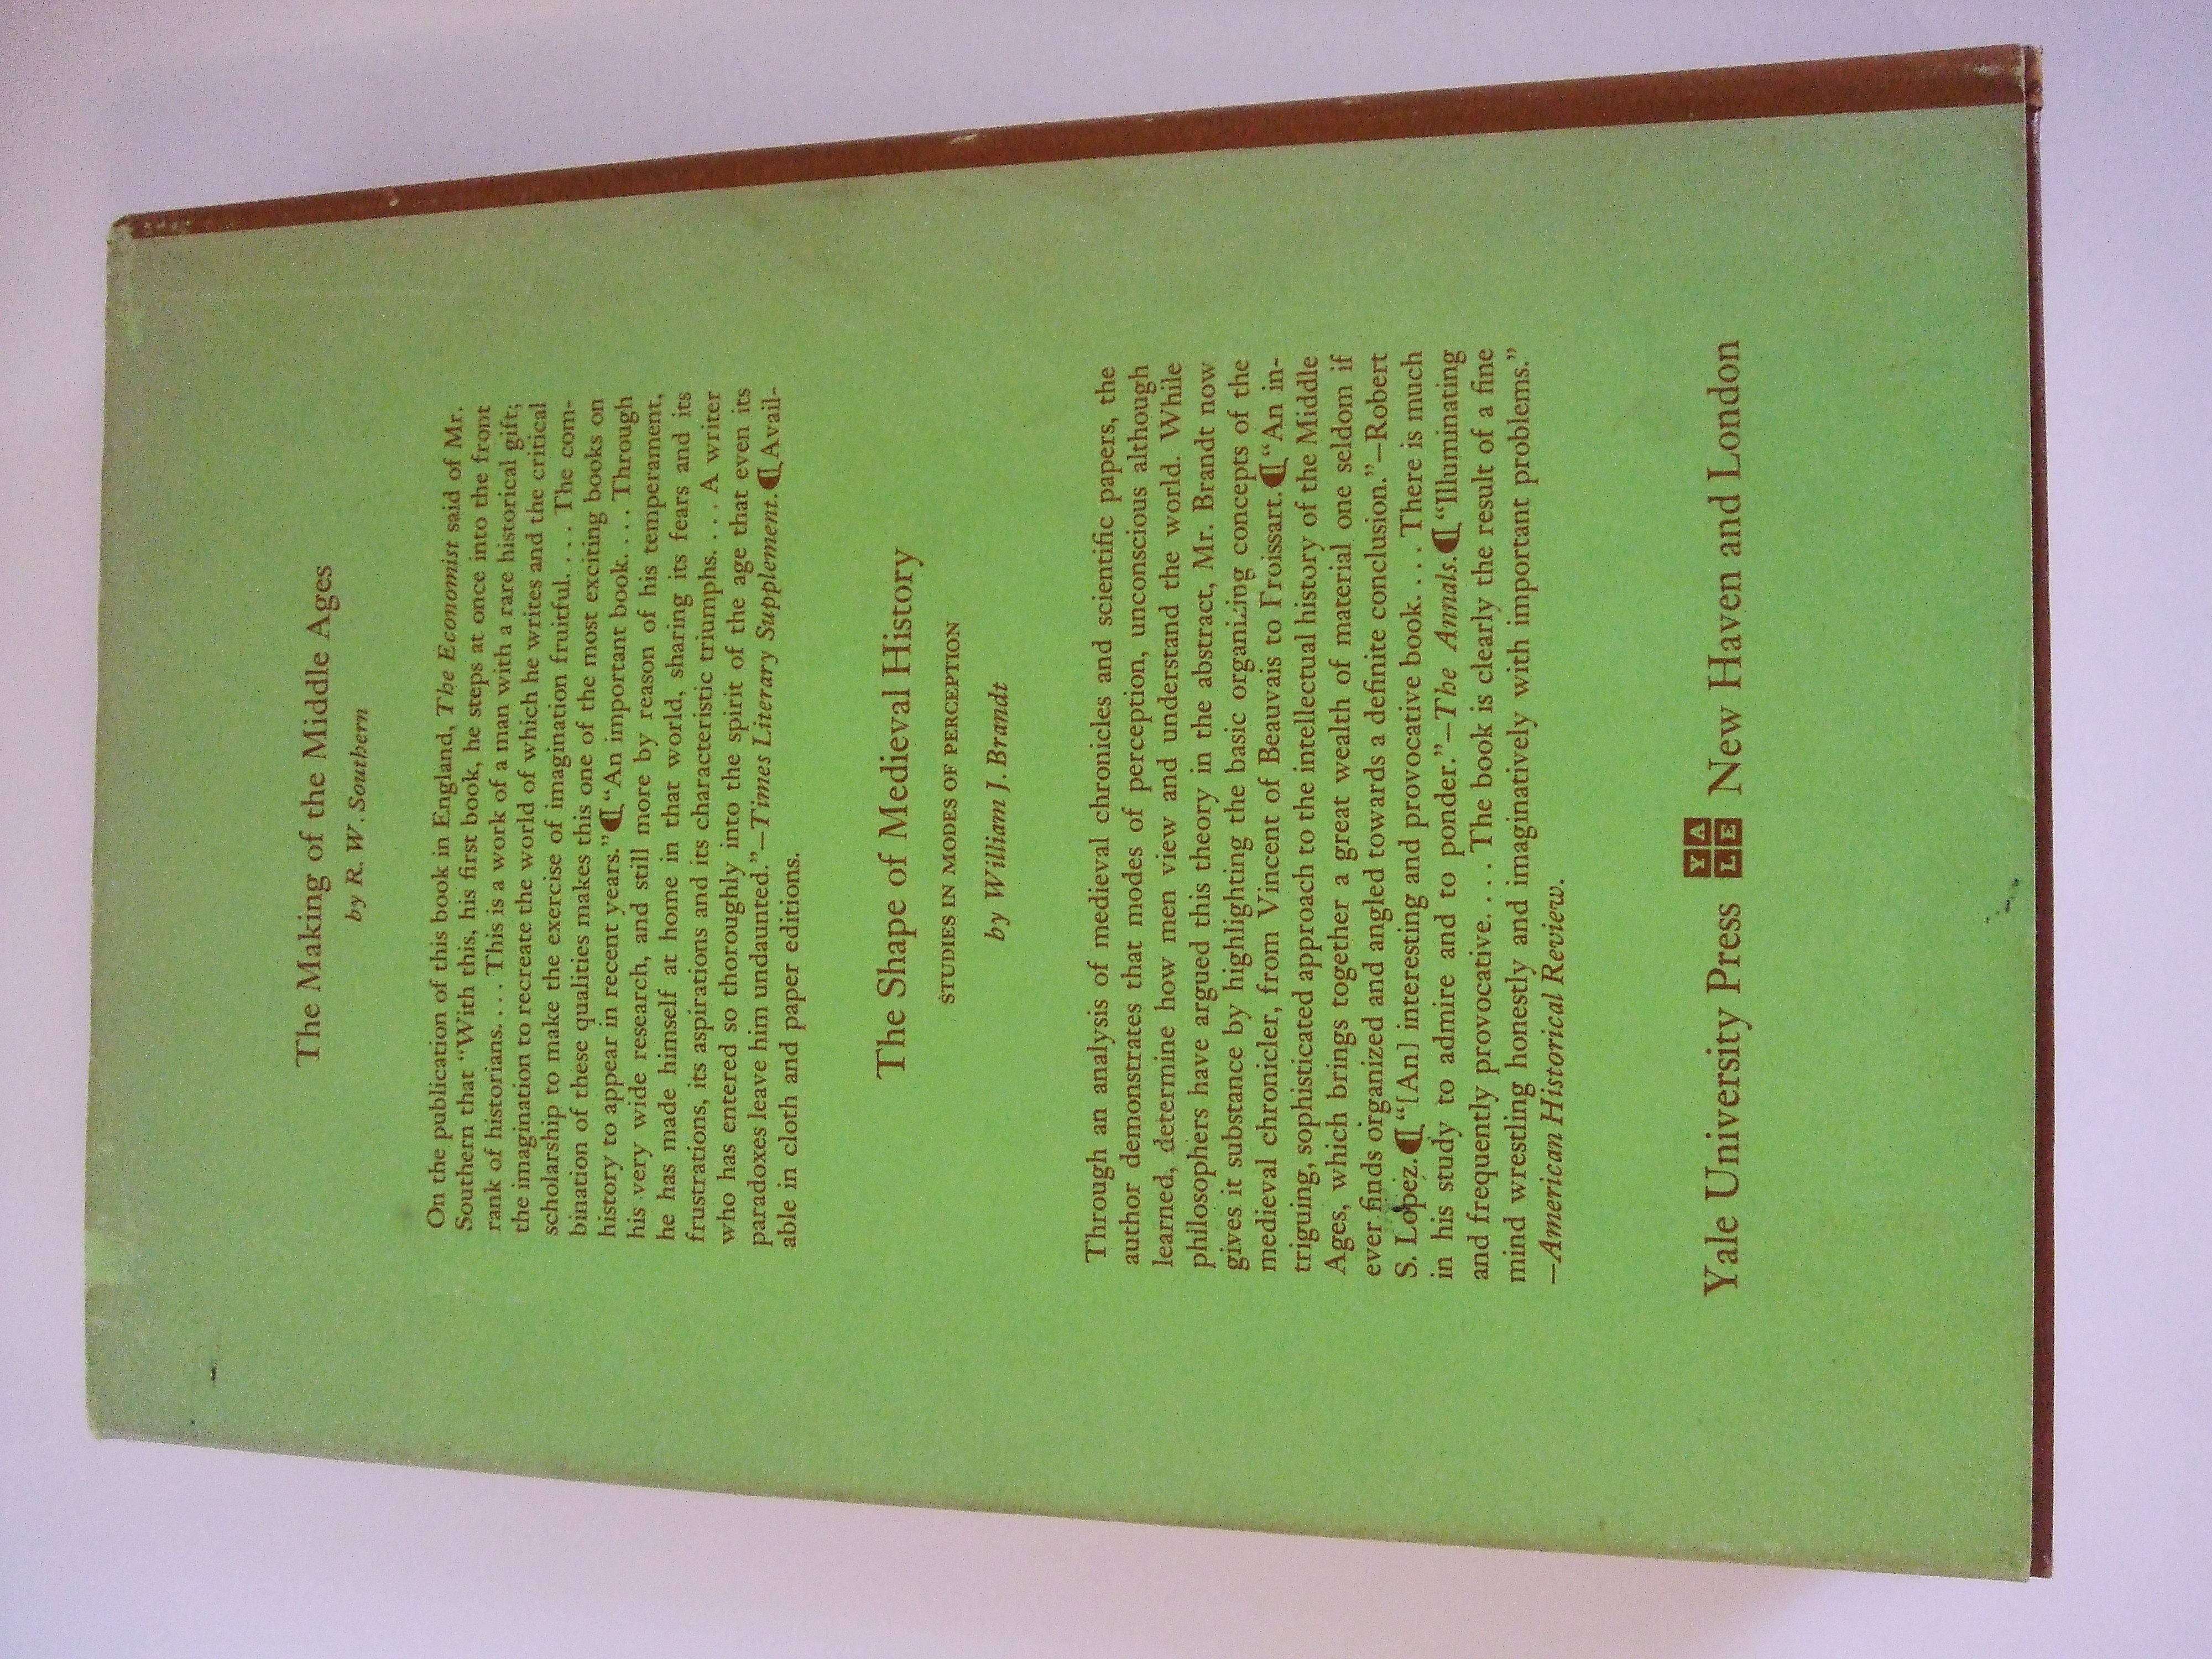 The Making of the Middle Ages
by R. W. Southern
On the publication of this book in England, The Economist said of Mr.
Southern that “With this, his first book, he steps at once into the front
rank of historians. . . . This is a work of a man with a rare historical gift;
the imagination to recreate the world of which he writes and the critical
scholarship to make the exercise of imagination fruitful. . . . The com-
bination of these qualities makes this one of the most exciting books on
history to appear in recent years.” ¶ “An important book. . . . Through
his very wide research, and still more by reason of his temperament,
he has made himself at home in that world, sharing its fears and its
frustrations, its aspirations and its characteristic triumphs. . . . A writer
who has entered so thoroughly into the spirit of the age that even its
paradoxes leave him undaunted.”—Times Literary Supplement. ¶ [Avail-
able in cloth and paper editions.
The Shape of Medieval History
STUDIES IN MODES OF PERCEPTION
by William J. Brandt
Through an analysis of medieval chronicles and scientific papers, the
author demonstrates that modes of perception, unconscious although
learned, determine how men view and understand the world. While
philosophers have argued this theory in the abstract, Mr. Brandt now
gives it substance by highlighting the basic organizing concepts of the
medieval chronicler, from Vincent of Beauvais to Froissart. ¶ “An in-
triguing, sophisticated approach to the intellectual history of the Middle
Ages, which brings together a great wealth of material one seldom if
ever finds organized and angled towards a definite conclusion.”—Robert
S. Lopez. ¶ “[An] interesting and provocative book. . . . There is much
in his study to admire and to ponder.”—The Annals. ¶ “Illuminating
and frequently provocative. . . . The book is clearly the result of a fine
mind wrestling honestly and imaginatively with important problems.”
—American Historical Review.
Yale University Press YALE New Haven and London